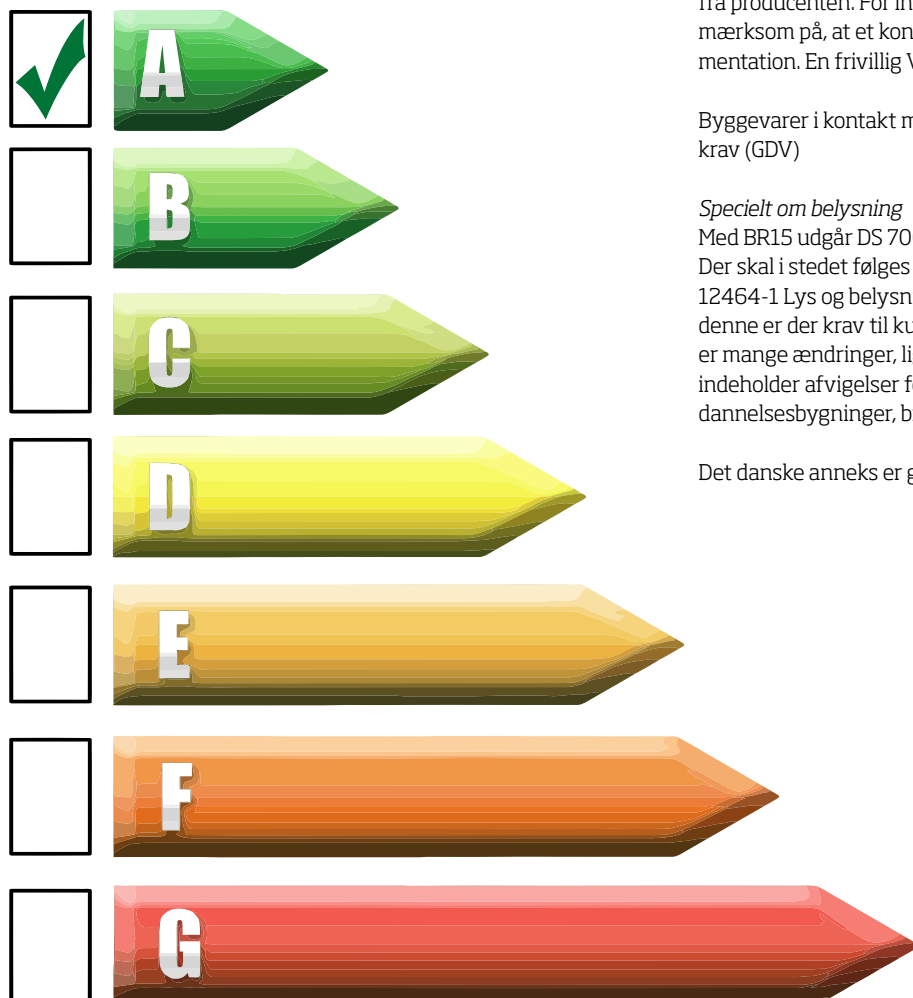 A
B
C
D
E
F
G
fra producenten. For in
mærksom på, at et kon
mentation. En frivillig V
Byggevarer i kontakt m
krav (GDV)
Specielt om belysning
Med BR15 udgår DS 70
Der skal i stedet følges
12464-1 Lys og belysn
denne er der krav til ku
er mange ændringer, lig
indeholder afvigelser fo
dannelsesbygninger, b
Det danske anneks er g